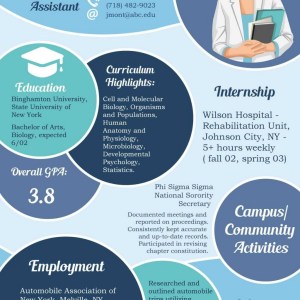 Assistant
(718) 482-9023
jmont@abc.edu
Education
Binghamton University,
State University of
New York
Bachelor of Arts,
Biology, expected
6/02
Curriculum
Highlights:
Cell and Molecular
Biology, Organisms
and Populations,
Human
Anatomy and
Physiology,
Microbiology,
Developmental
Psychology,
Statistics.
Internship
Wilson Hospital -
Rehabilitation Unit,
Johnson City, NY -
5+ hours weekly
( fall 02, spring 03)
Overall GPA:
3.8
Phi Sigma Sigma
National Sorority
Secretary
Documented meetings and
reported on proceedings.
Consistently kept accurate
and up-to-date records.
Participated in revising
chapter constitution.
Campus/
Community
Activities
Employment
Automobile Association of
New York, Melville, NY
Researched and
outlined automobile
trips utilizing